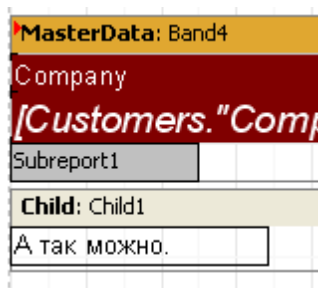 MasterData: Band4
Company
[Customers."Comp
Subreport1
Child: Child1
А так можно.